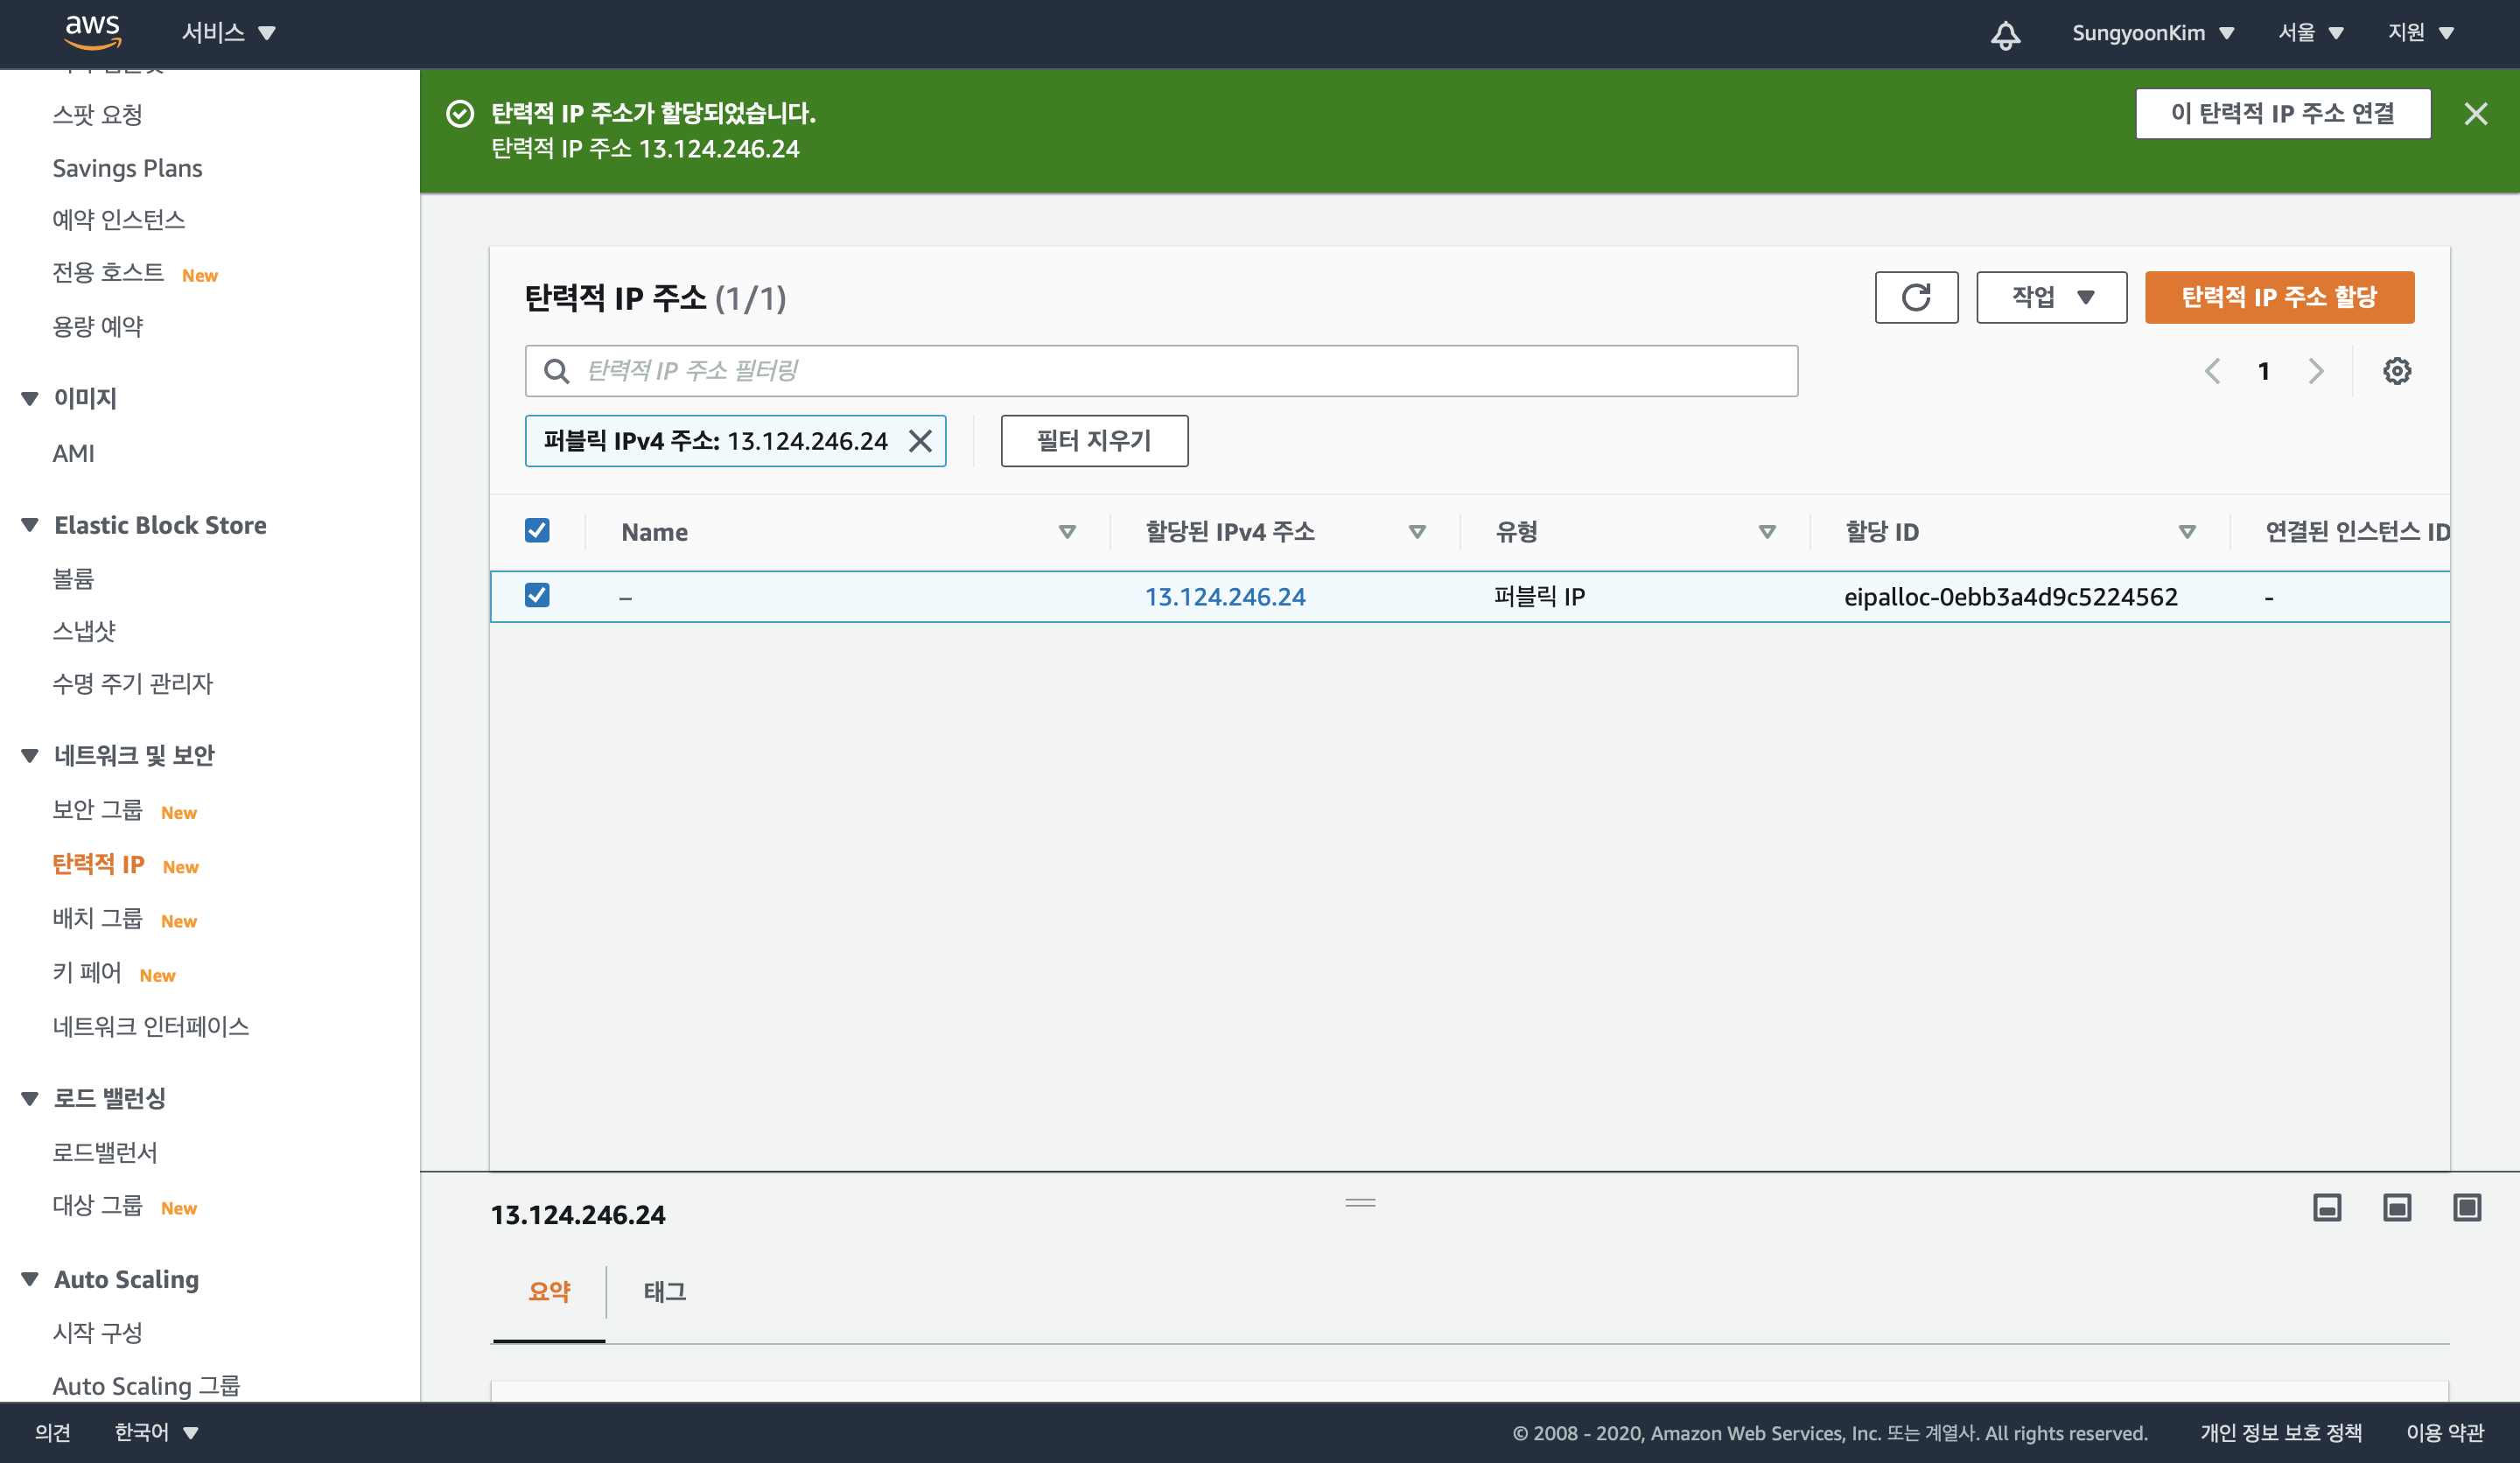 aws 서비스 SungyoonKim 서울 지원
스팟 요청
Savings Plans
예약 인스턴스
전용 호스트 New
용량 예약
이미지
AMI
Elastic Block Store
볼륨
스냅샷
수명 주기 관리자
네트워크 및 보안
보안 그룹 New
탄력적 IP New
배치 그룹 New
키 페어 New
네트워크 인터페이스
로드 밸런싱
로드밸런서
대상 그룹 New
Auto Scaling
시작 구성
Auto Scaling 그룹
탄력적 IP 주소가 할당되었습니다.
탄력적 IP 주소 13.124.246.24
이 탄력적 IP 주소 연결
탄력적 IP 주소 (1/1)
작업
탄력적 IP 주소 할당
탄력적 IP 주소 필터링
1
퍼블릭 IPv4 주소: 13.124.246.24
필터 지우기
Name 할당된 IPv4 주소 유형 할당 ID 연결된 인스턴스 ID
– 13.124.246.24 퍼블릭 IP eipalloc-0ebb3a4d9c5224562 -
13.124.246.24
요약 태그
의견 한국어 © 2008 - 2020, Amazon Web Services, Inc. 또는 계열사. All rights reserved. 개인 정보 보호 정책 이용 약관